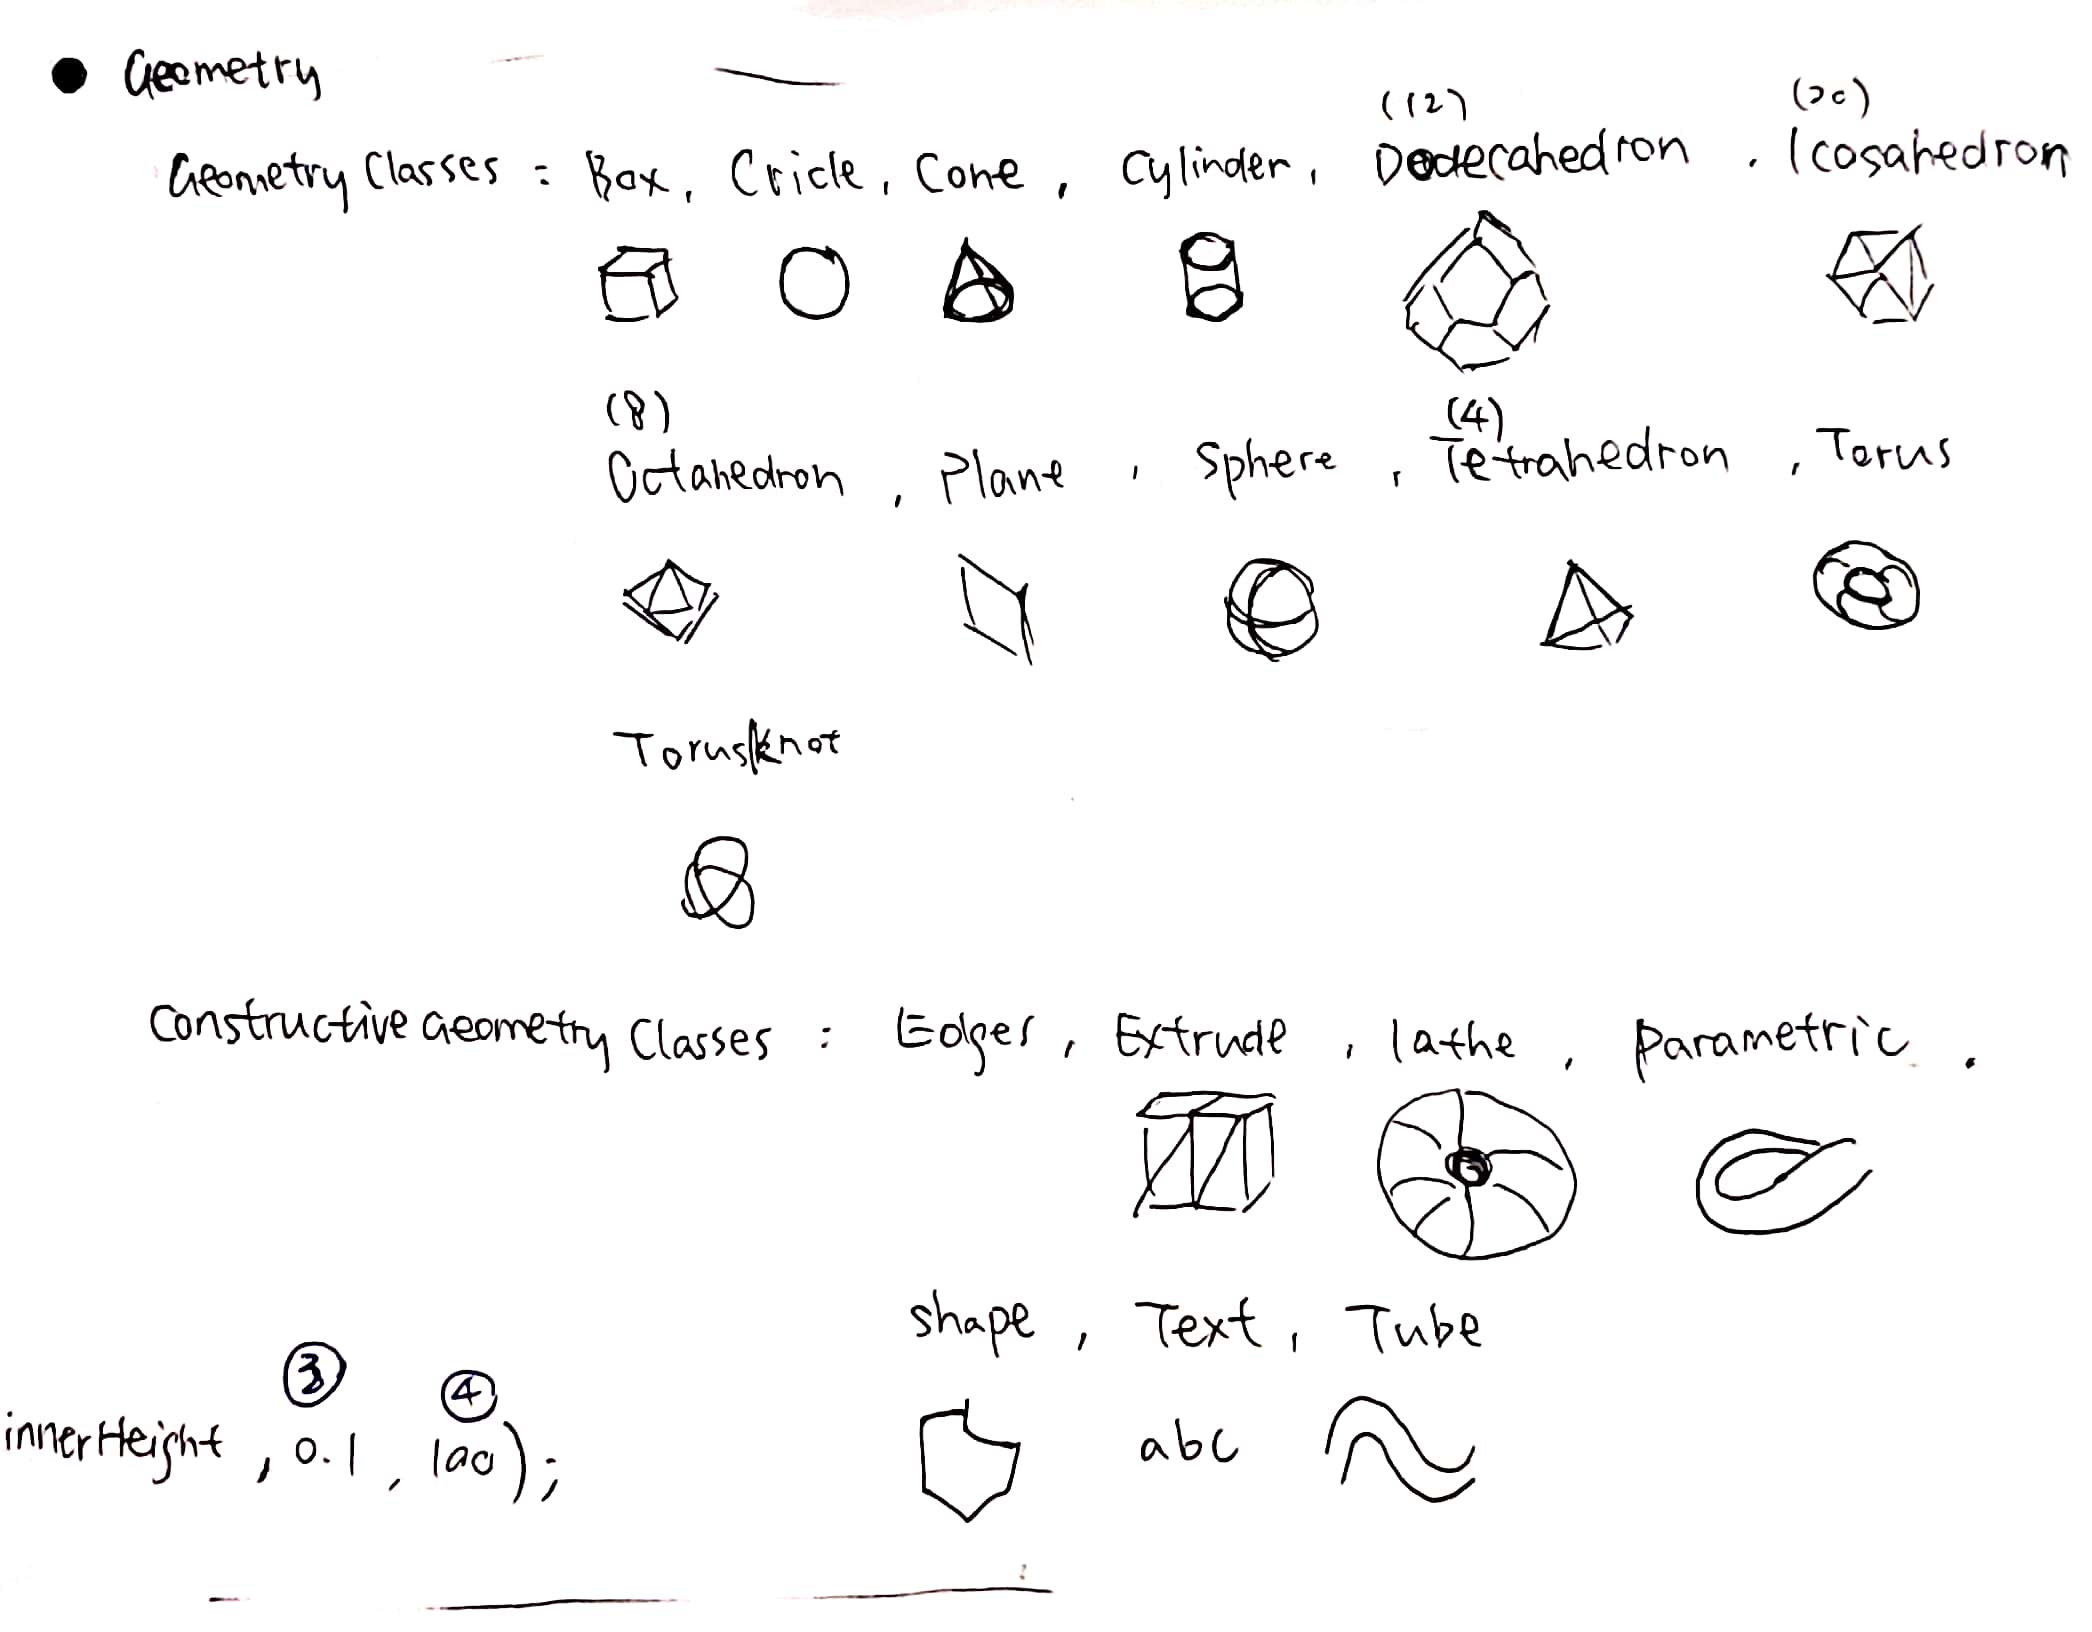 ● Geometry
(12) (20)
Geometry Classes : Box, Cricle, Cone, Cylinder, Dodecahedron, Icosahedron
(8) (4)
Octahedron, Plane, Sphere, Tetrahedron, Torus
TorusKnot
Constructive Geometry Classes : Edges, Extrude, lathe, Parametric.
shape, Text, Tube
③ ④
innerHeight, 0.1, 100);
abc